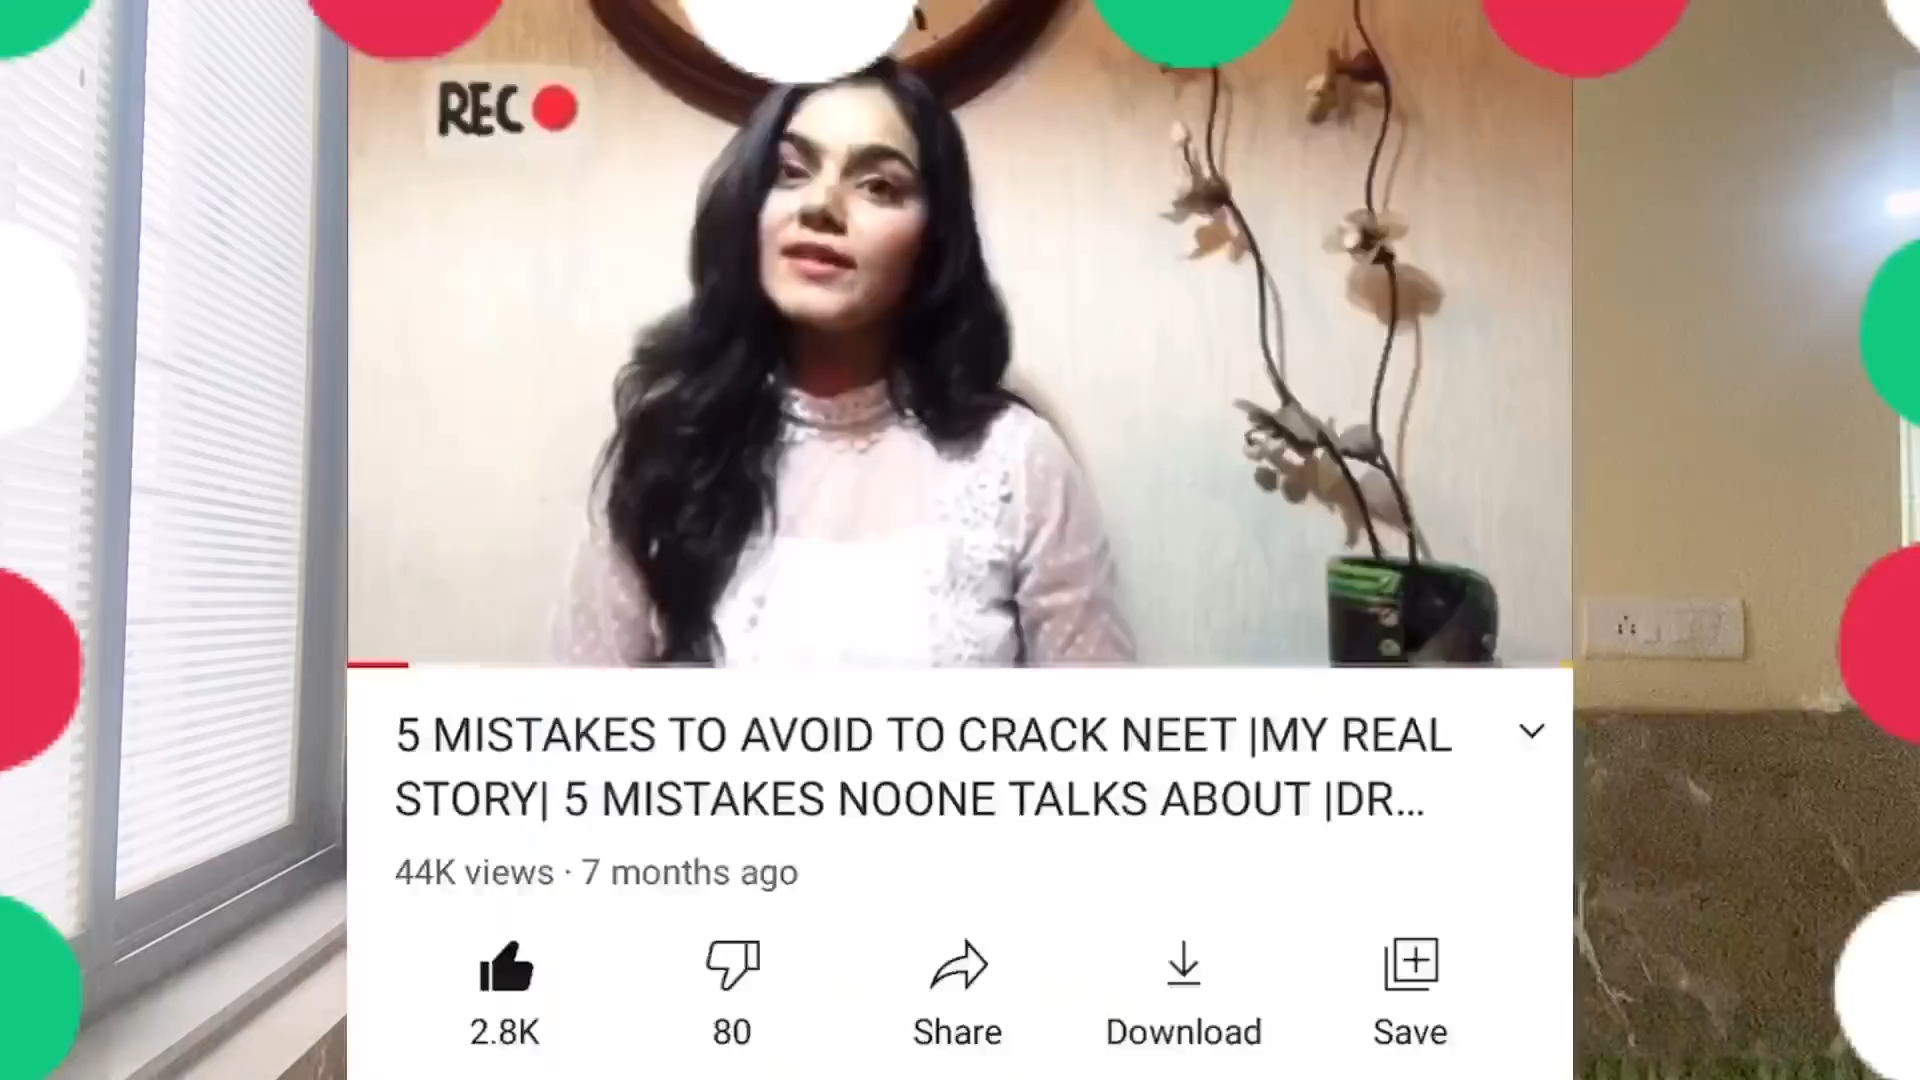 REC
5 MISTAKES TO AVOID TO CRACK NEET |MY REAL
STORY| 5 MISTAKES NOONE TALKS ABOUT |DR...
44K views · 7 months ago
2.8K
80
Share
Download
Save